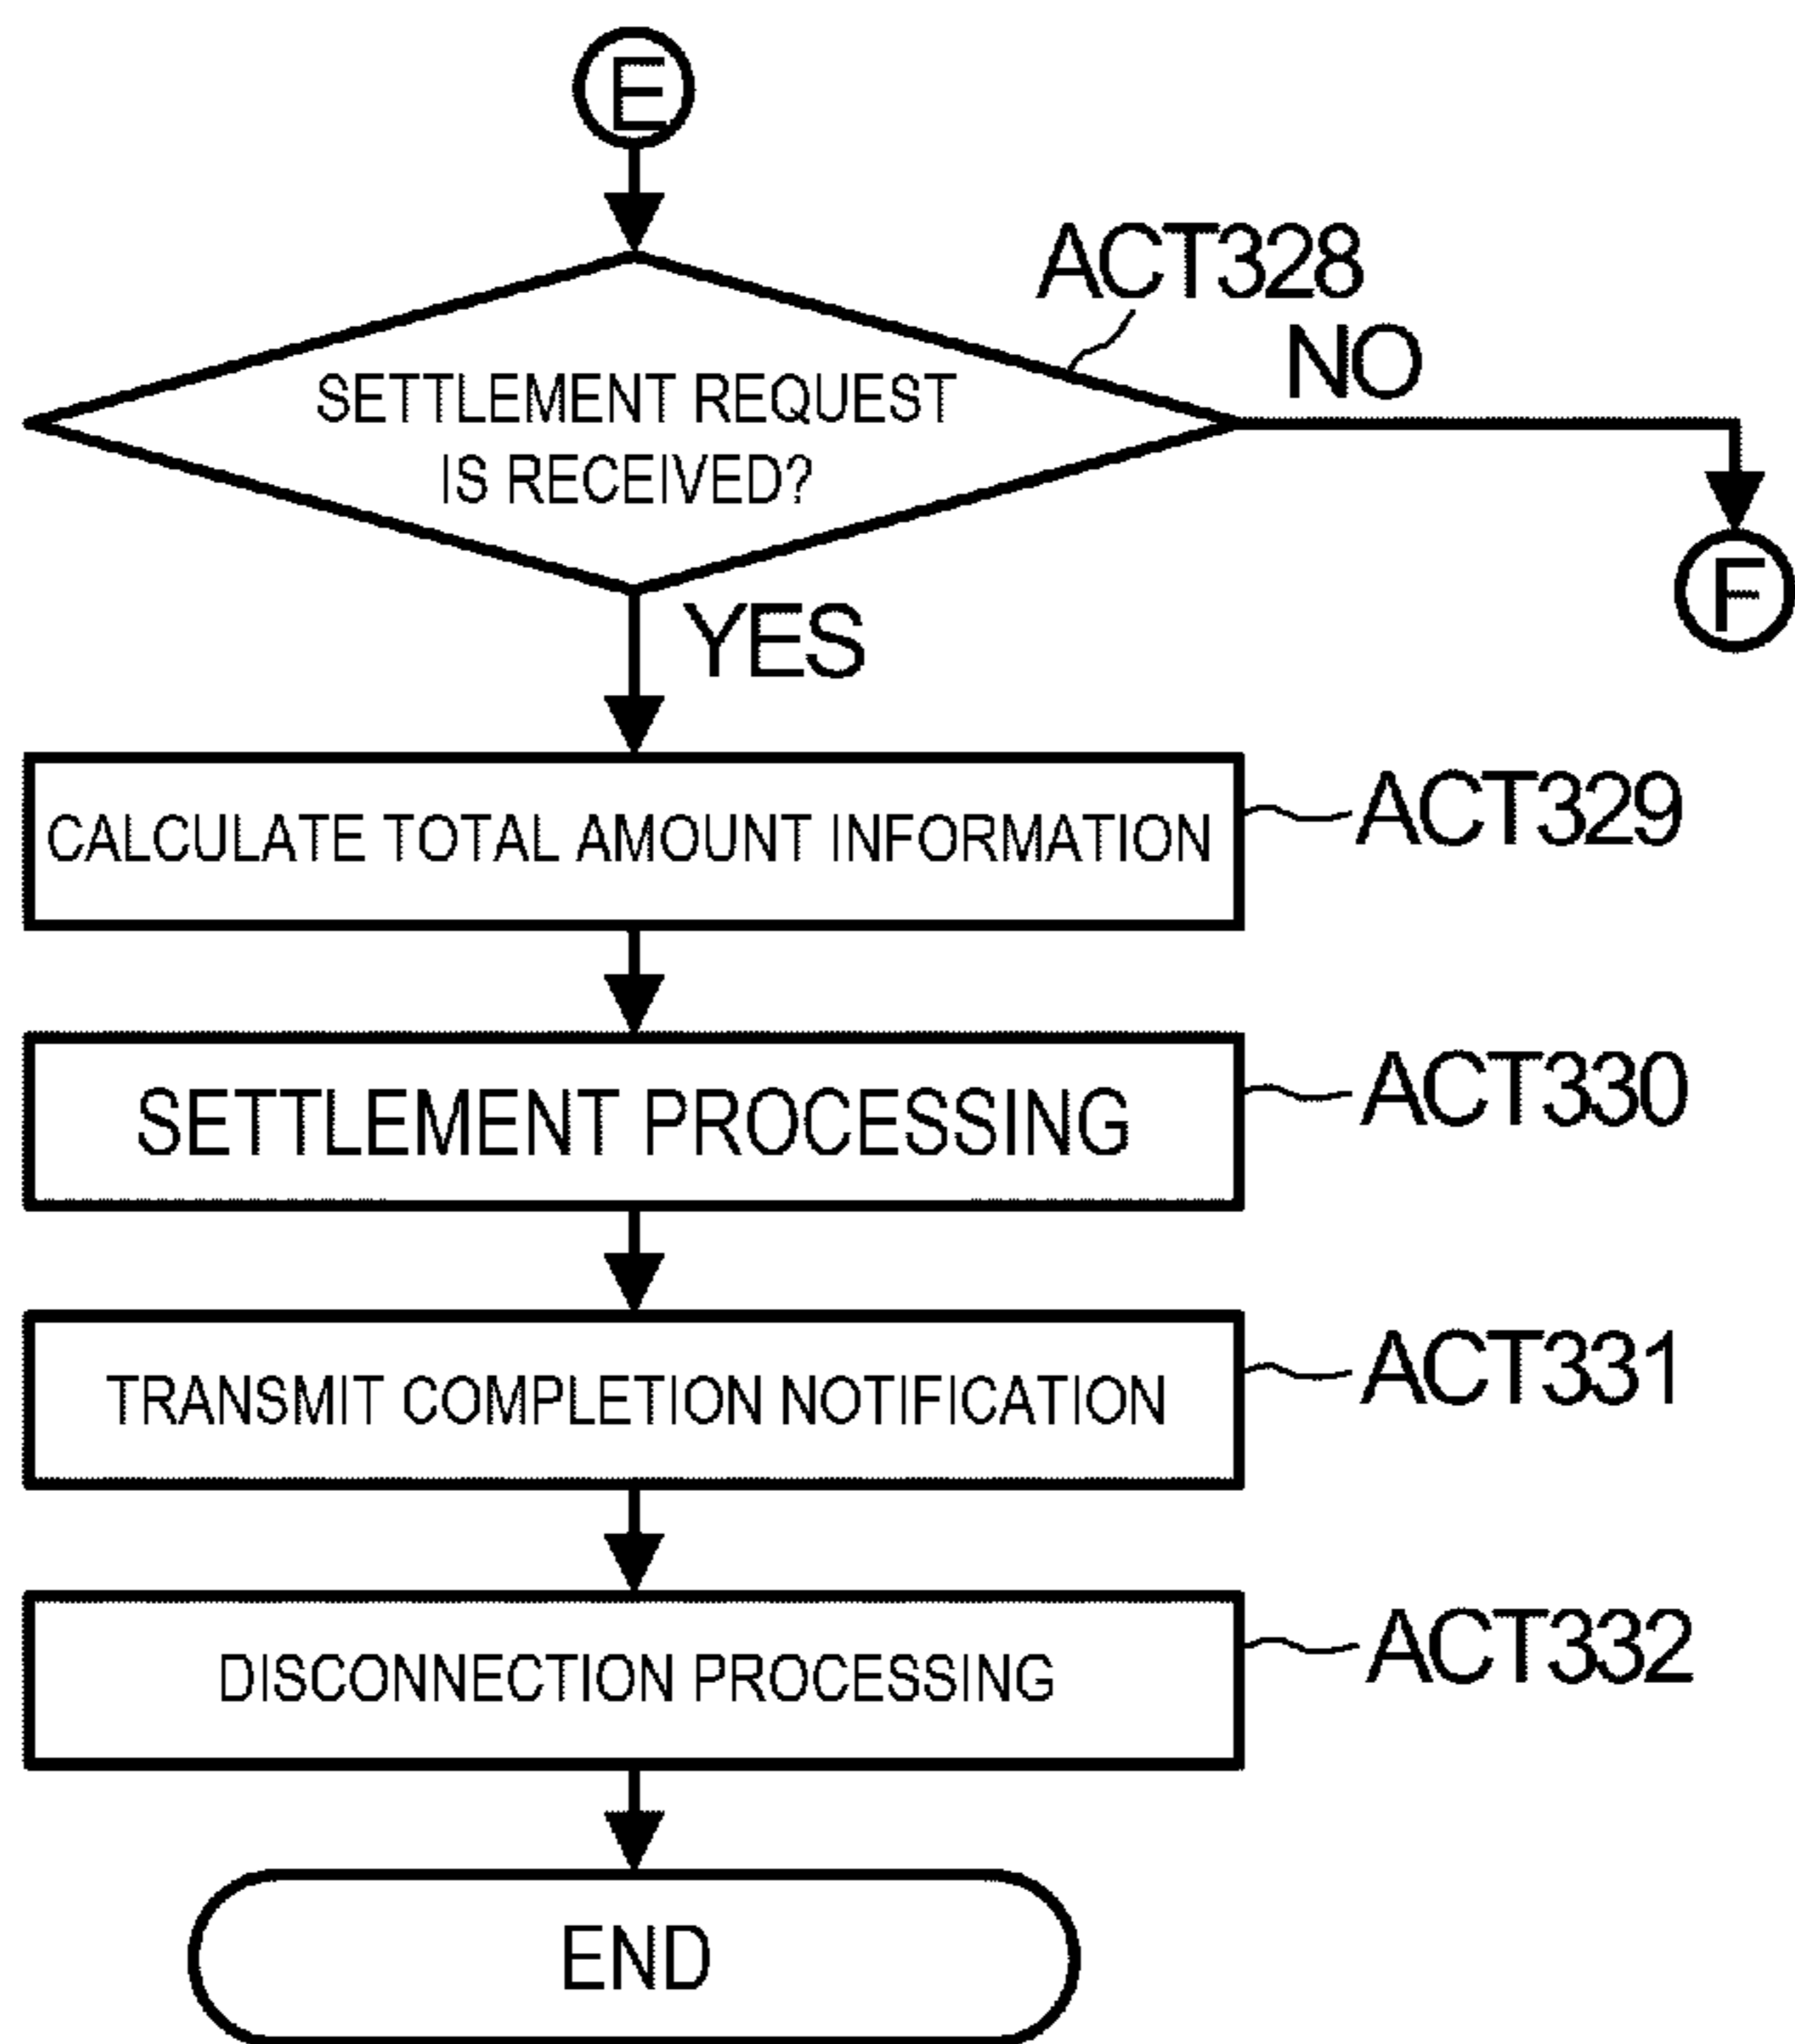 E
ACT328
NO
SETTLEMENT REQUEST
IS RECEIVED?
F
YES
CALCULATE TOTAL AMOUNT INFORMATION
ACT329
SETTLEMENT PROCESSING
ACT330
TRANSMIT COMPLETION NOTIFICATION
ACT331
DISCONNECTION PROCESSING
ACT332
END